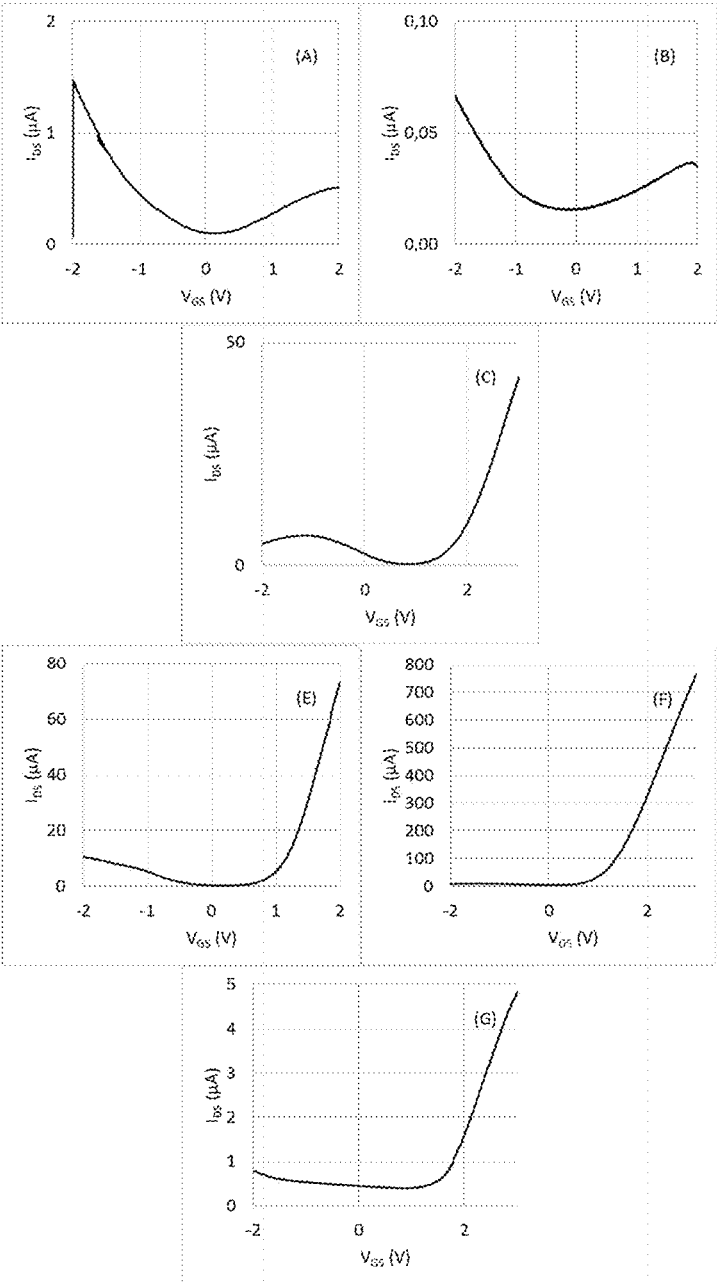 2
(A)
1
I_DS (μA)
0
-2 -1 0 1 2
V_GS (V)
0,10
(B)
0,05
I_DS (μA)
0,00
-2 -1 0 1 2
V_GS (V)
50
(C)
I_DS (μA)
0
-2 0 2
V_GS (V)
80
(E)
60
I_DS (μA)
40
20
0
-2 -1 0 1 2
V_GS (V)
800
(F)
700
600
500
I_DS (μA)
400
300
200
100
0
-2 0 2
V_GS (V)
5
(G)
4
3
I_DS (μA)
2
1
0
-2 0 2
V_GS (V)